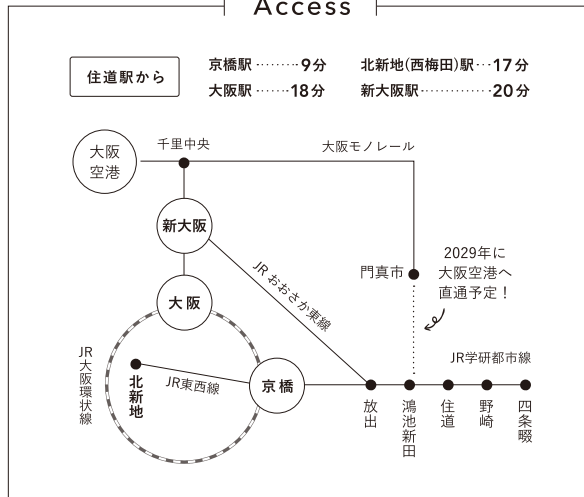 Access
住道駅から
京橋駅……9分
北新地(西梅田)駅…17分
大阪駅……18分
新大阪駅…………20分
大阪
空港
千里中央
大阪モノレール
新大阪
門真市
2029年に
大阪空港へ
直通予定！
JR おおさか東線
大阪
JR大阪環状線
北新地
JR東西線
京橋
JR学研都市線
放出
鴻池新田
住道
野崎
四条畷